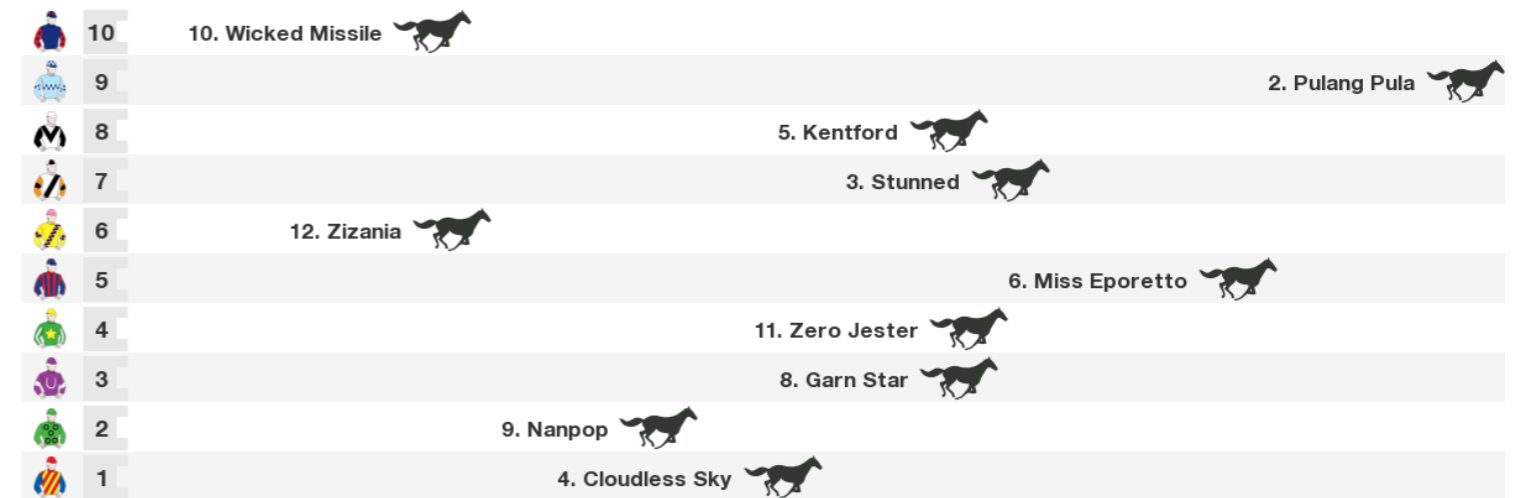 10 10. Wicked Missile
9 2. Pulang Pula
8 5. Kentford
7 3. Stunned
6 12. Zizania
5 6. Miss Eporetto
4 11. Zero Jester
3 8. Garn Star
2 9. Nanpop
1 4. Cloudless Sky